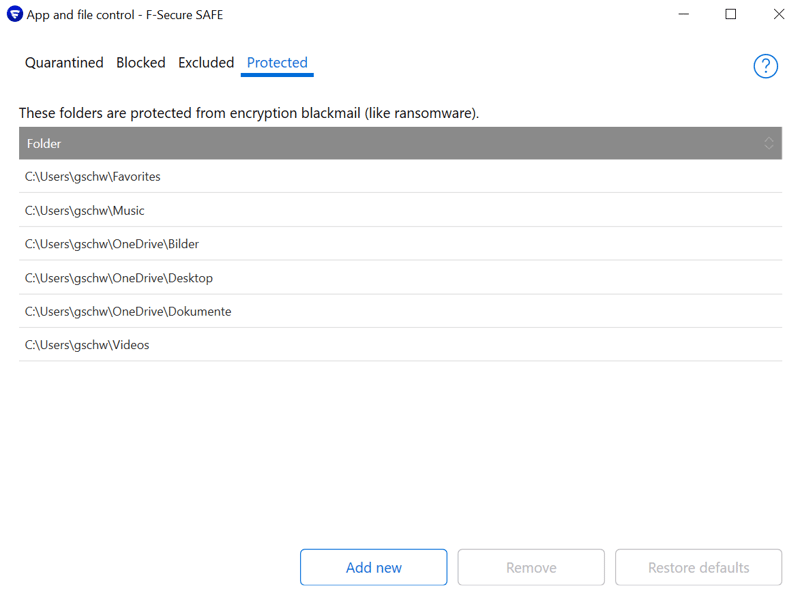 App and file control - F-Secure SAFE
Quarantined Blocked Excluded Protected
?
These folders are protected from encryption blackmail (like ransomware).
Folder
C:\Users\gschw\Favorites
C:\Users\gschw\Music
C:\Users\gschw\OneDrive\Bilder
C:\Users\gschw\OneDrive\Desktop
C:\Users\gschw\OneDrive\Dokumente
C:\Users\gschw\Videos
Add new Remove Restore defaults